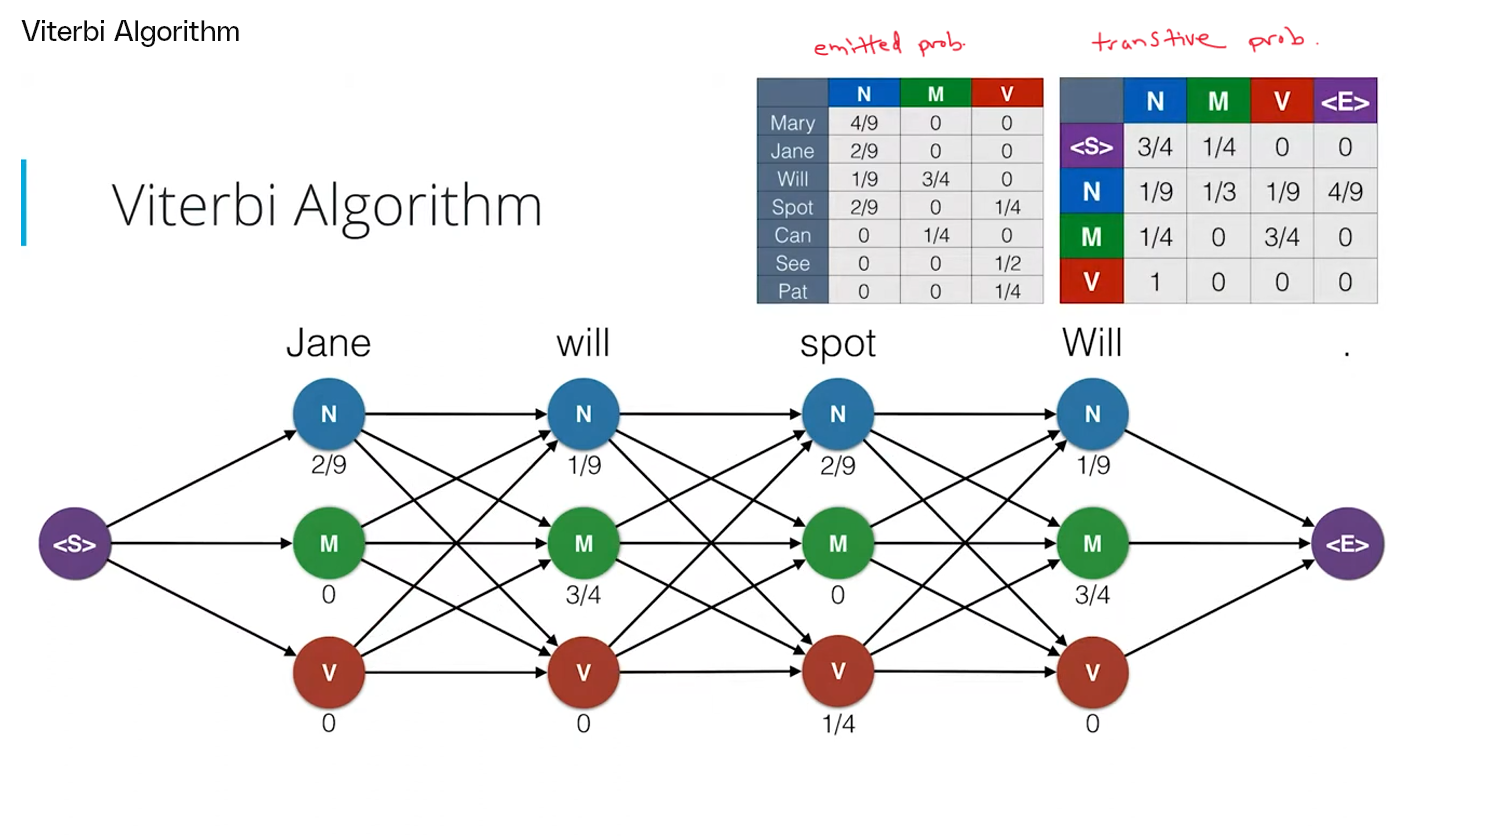 Viterbi Algorithm
emitted prob.
transtive prob.
Viterbi Algorithm
N M V
Mary 4/9 0 0
Jane 2/9 0 0
Will 1/9 3/4 0
Spot 2/9 0 1/4
Can 0 1/4 0
See 0 0 1/2
Pat 0 0 1/4
N M V <E>
<S> 3/4 1/4 0 0
N 1/9 1/3 1/9 4/9
M 1/4 0 3/4 0
V 1 0 0 0
Jane will spot Will .
N N N N
2/9 1/9 2/9 1/9
<S> M M M M <E>
0 3/4 0 3/4
V V V V
0 0 1/4 0